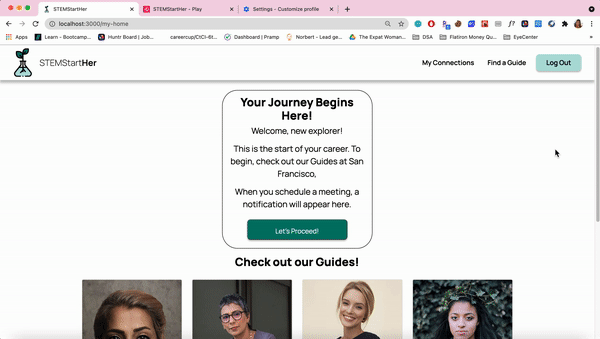 STEMStartHer
STEMStartHer - Play
Settings - Customize profile
localhost:3000/my-home
Apps
Learn – Bootcamp...
Huntr Board | Job...
careercup/CtCI-6t...
Dashboard | Pramp
Norbert – Lead ge...
The Expat Woman...
DSA
Flatiron Money Qu...
EyeCenter
STEMStartHer
My Connections
Find a Guide
Log Out
Your Journey Begins
Here!
Welcome, new explorer!
This is the start of your career. To
begin, check out our Guides at San
Francisco,
When you schedule a meeting, a
notification will appear here.
Let's Proceed!
Check out our Guides!